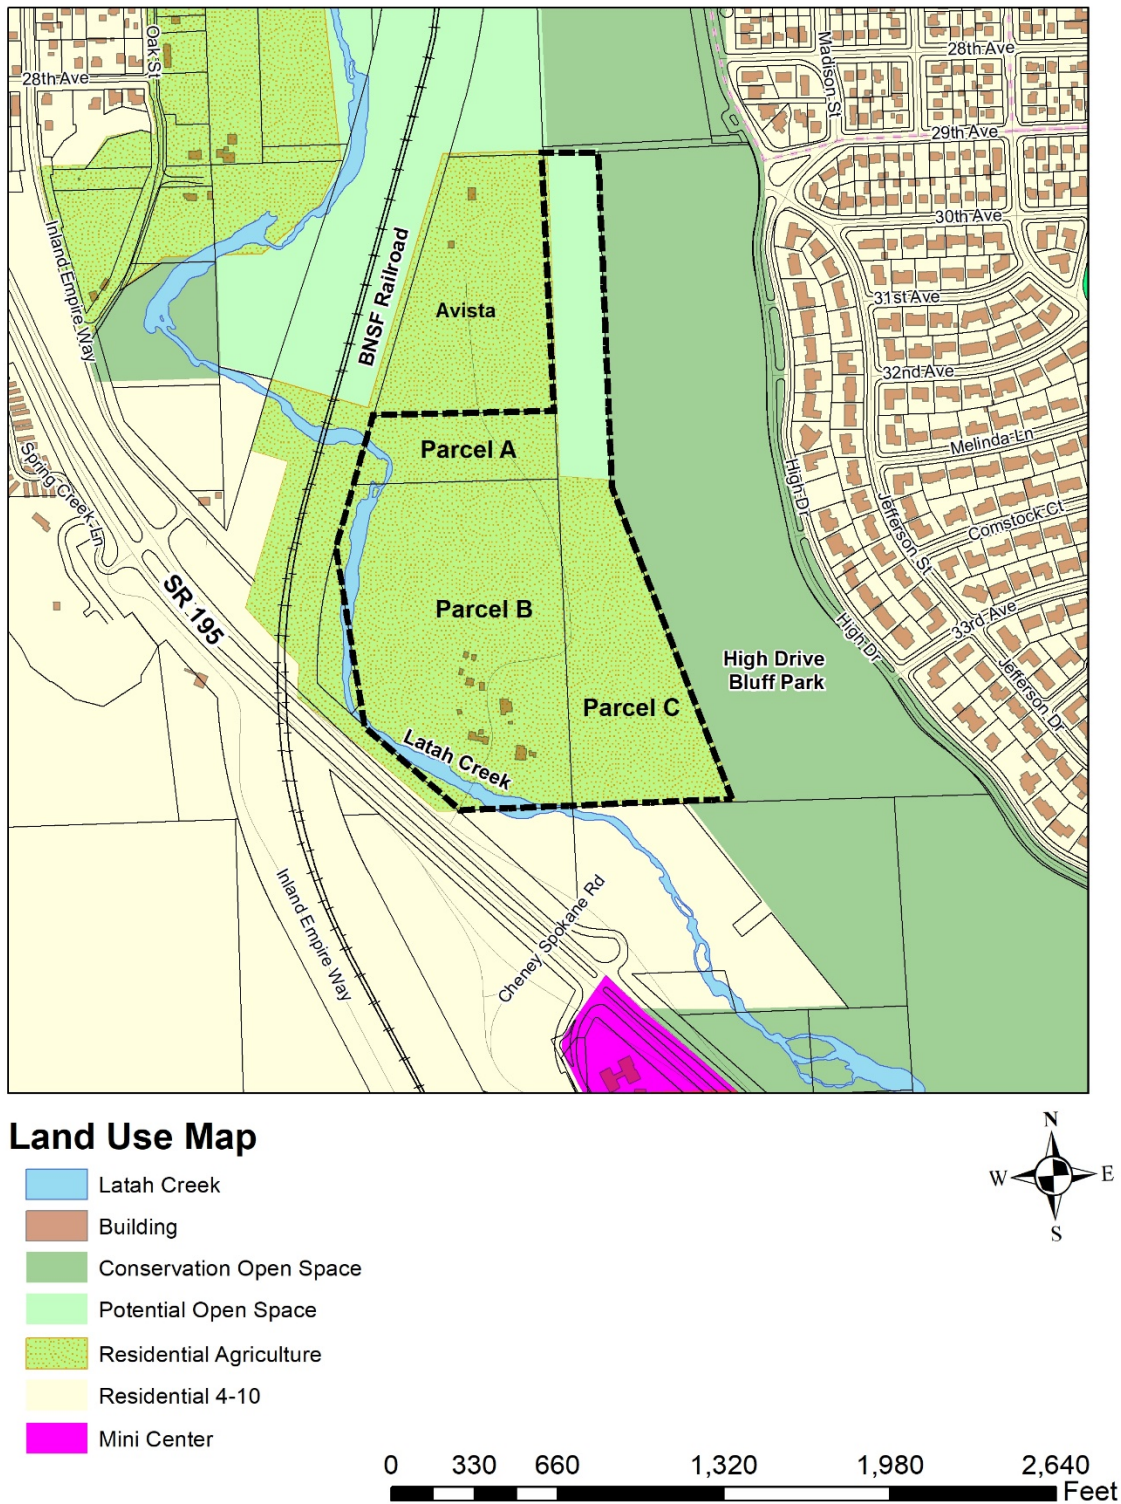 Oak St
Madison St
28th Ave
28th Ave
29th Ave
30th Ave
Inland Empire Way
BNSF Railroad
Avista
31st Ave
32nd Ave
Parcel A
Melinda Ln
Spring Creek Ln
High Dr
Jefferson St
Comstock Ct
SR 195
Parcel B
33rd Ave
High Dr
High Drive
Bluff Park
Jefferson Dr
Parcel C
Latah Creek
Inland Empire Way
Cheney Spokane Rd
Land Use Map
N
W
E
S
Latah Creek
Building
Conservation Open Space
Potential Open Space
Residential Agriculture
Residential 4-10
Mini Center
0 330 660 1,320 1,980 2,640
Feet